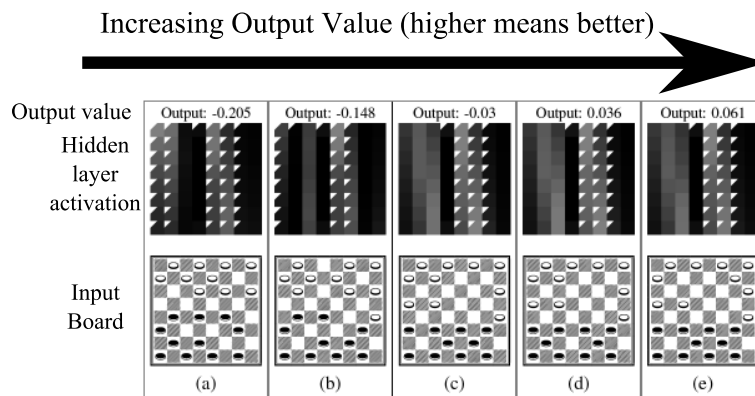 Increasing Output Value (higher means better)
Output value
Output: -0.205
Output: -0.148
Output: -0.03
Output: 0.036
Output: 0.061
Hidden
layer
activation
Input
Board
(a)
(b)
(c)
(d)
(e)